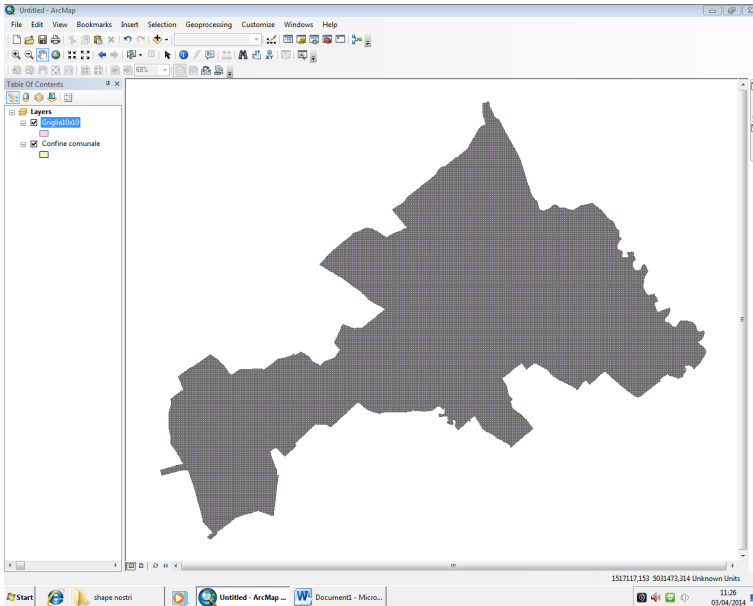 Untitled - ArcMap
File Edit View Bookmarks Insert Selection Geoprocessing Customize Windows Help
68%
Table Of Contents
Layers
Griglia10x10
Confine comunale
1517117,153 5031473,314 Unknown Units
Start
shape nostri
Untitled - ArcMap ...
Document1 - Micro...
11:26
03/04/2014